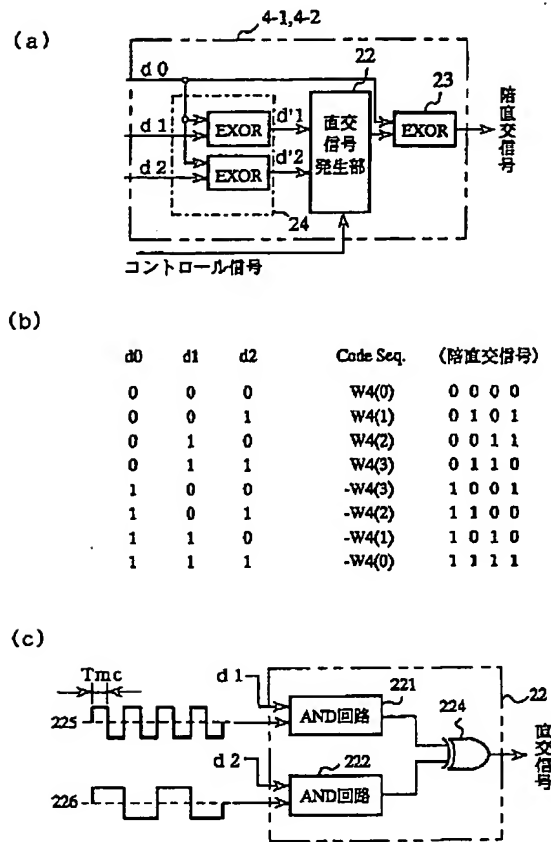 (a)
4-1,4-2
22
d 0
23
d 1
EXOR
d'1
直交
信号
発生部
EXOR
陪直交信号
d 2
EXOR
d'2
24
コントロール信号
(b)
d0 d1 d2 Code Seq. (陪直交信号)
0 0 0 W4(0) 0 0 0 0
0 0 1 W4(1) 0 1 0 1
0 1 0 W4(2) 0 0 1 1
0 1 1 W4(3) 0 1 1 0
1 0 0 -W4(3) 1 0 0 1
1 0 1 -W4(2) 1 1 0 0
1 1 0 -W4(1) 1 0 1 0
1 1 1 -W4(0) 1 1 1 1
(c)
Tmc
d 1
221
22
225
AND回路
224
直交信号
d 2
222
226
AND回路